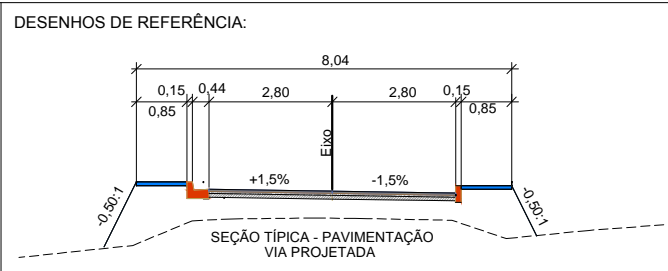 DESENHOS DE REFERÊNCIA:
8,04
0,15 0,44 2,80 2,80 0,15
0,85 0,85
Eixo
+1,5% -1,5%
-0,50:1 -0,50:1
SEÇÃO TÍPICA - PAVIMENTAÇÃO
VIA PROJETADA